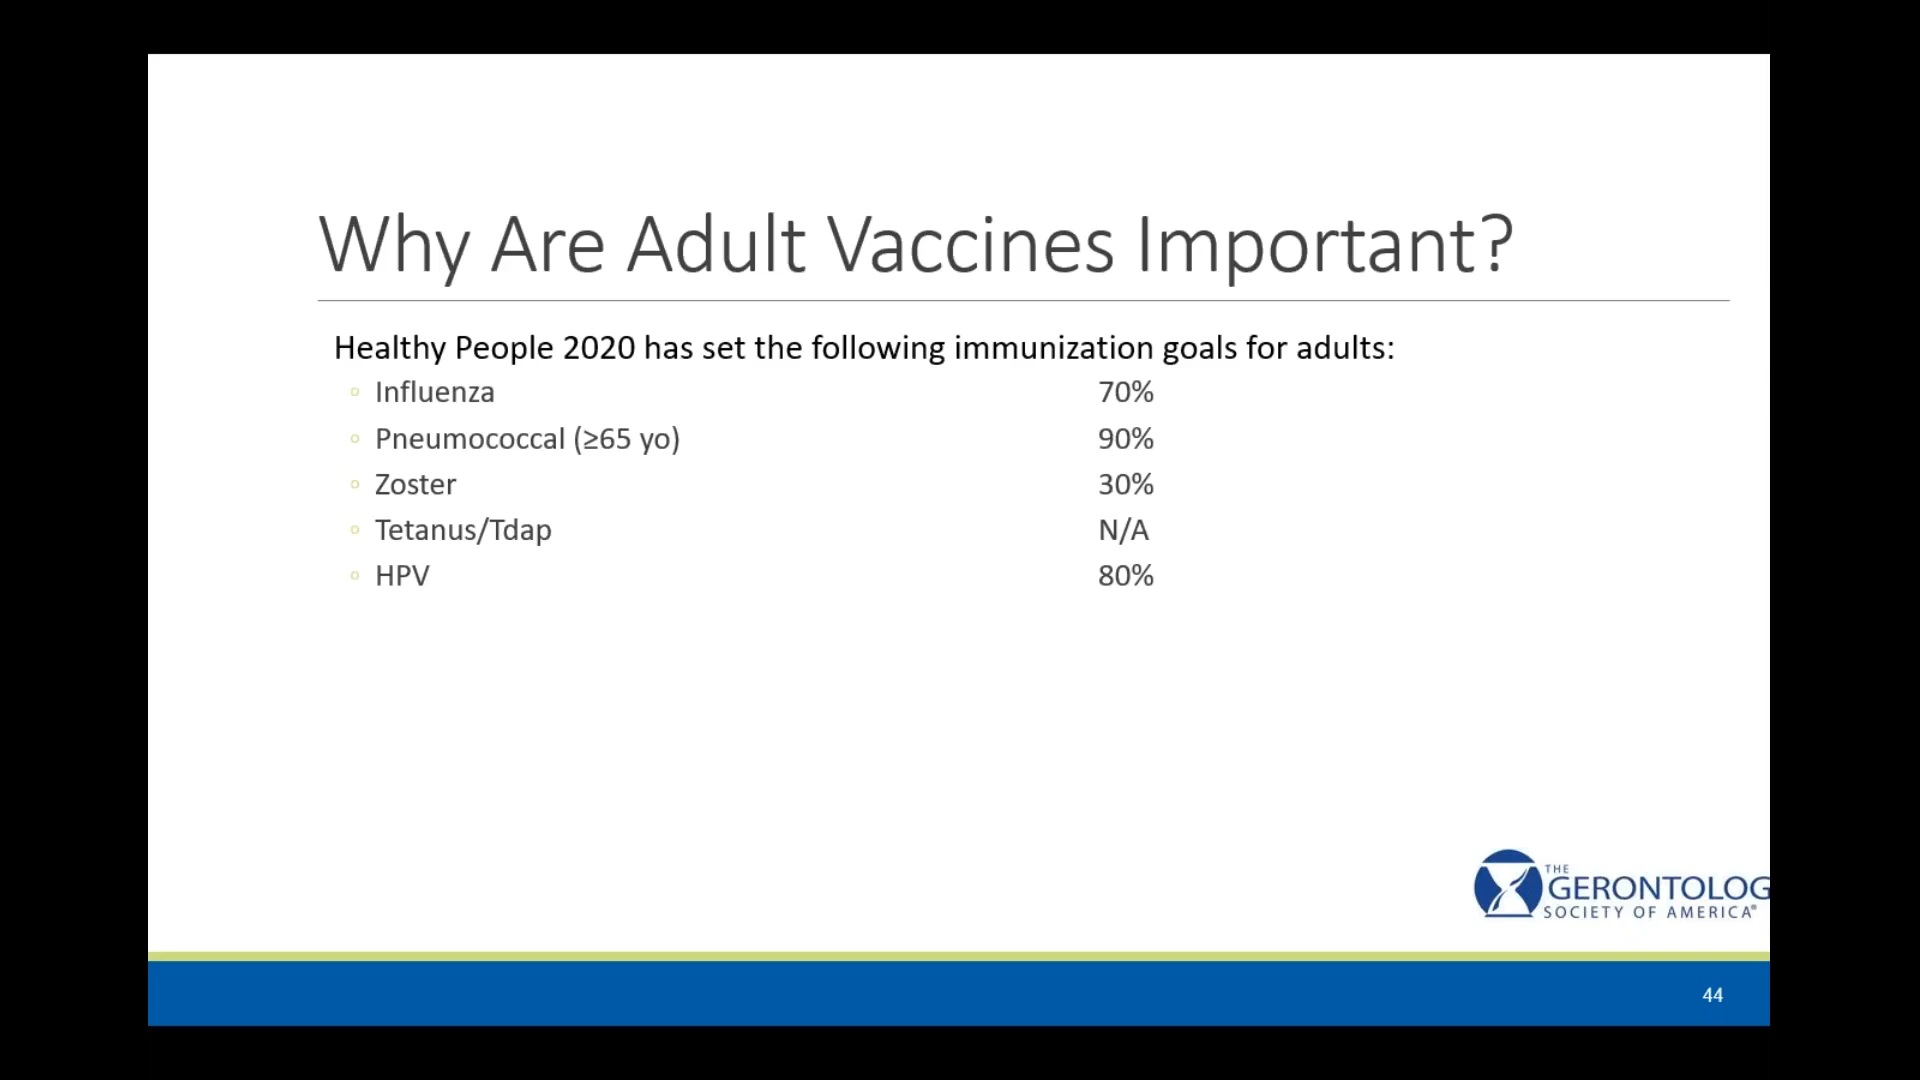 Why Are Adult Vaccines Important?
Healthy People 2020 has set the following immunization goals for adults:
Influenza 70%
Pneumococcal (≥65 yo) 90%
Zoster 30%
Tetanus/Tdap N/A
HPV 80%
THE
GERONTOLOG
SOCIETY OF AMERICA®
44